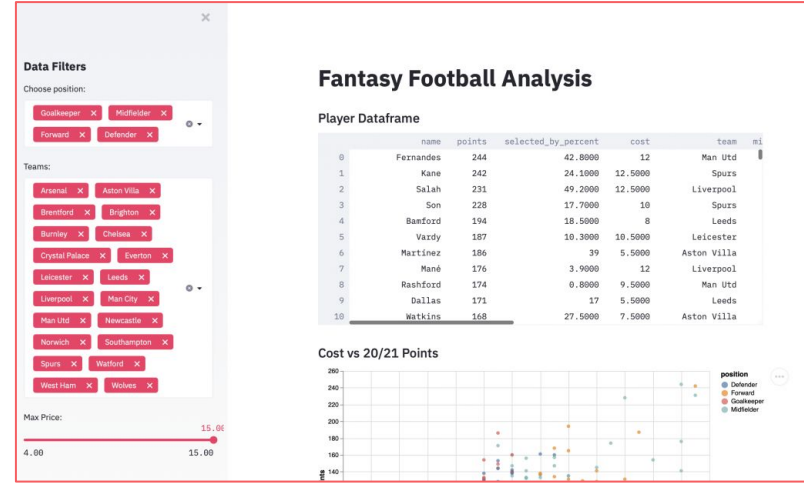 ×
Data Filters
Choose position:
Goalkeeper × Midfielder ×
Forward × Defender ×
Teams:
Arsenal × Aston Villa ×
Brentford × Brighton ×
Burnley × Chelsea ×
Crystal Palace × Everton ×
Leicester × Leeds ×
Liverpool × Man City ×
Man Utd × Newcastle ×
Norwich × Southampton ×
Spurs × Watford ×
West Ham × Wolves ×
Max Price:
15.00
4.00 15.00
Fantasy Football Analysis
Player Dataframe
name points selected_by_percent cost team mi
0 Fernandes 244 42.8000 12 Man Utd
1 Kane 242 24.1000 12.5000 Spurs
2 Salah 231 49.2000 12.5000 Liverpool
3 Son 228 17.7000 10 Spurs
4 Bamford 194 18.5000 8 Leeds
5 Vardy 187 10.3000 10.5000 Leicester
6 Martínez 186 39 5.5000 Aston Villa
7 Mané 176 3.9000 12 Liverpool
8 Rashford 174 0.8000 9.5000 Man Utd
9 Dallas 171 17 5.5000 Leeds
10 Watkins 168 27.5000 7.5000 Aston Villa
Cost vs 20/21 Points
260
240
220
200
180
160
140
nts
position
Defender
Forward
Goalkeeper
Midfielder